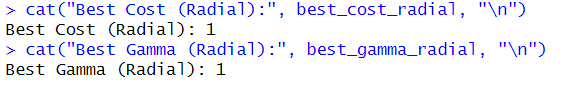 > cat("Best Cost (Radial):", best_cost_radial, "\n")
Best Cost (Radial): 1
> cat("Best Gamma (Radial):", best_gamma_radial, "\n")
Best Gamma (Radial): 1